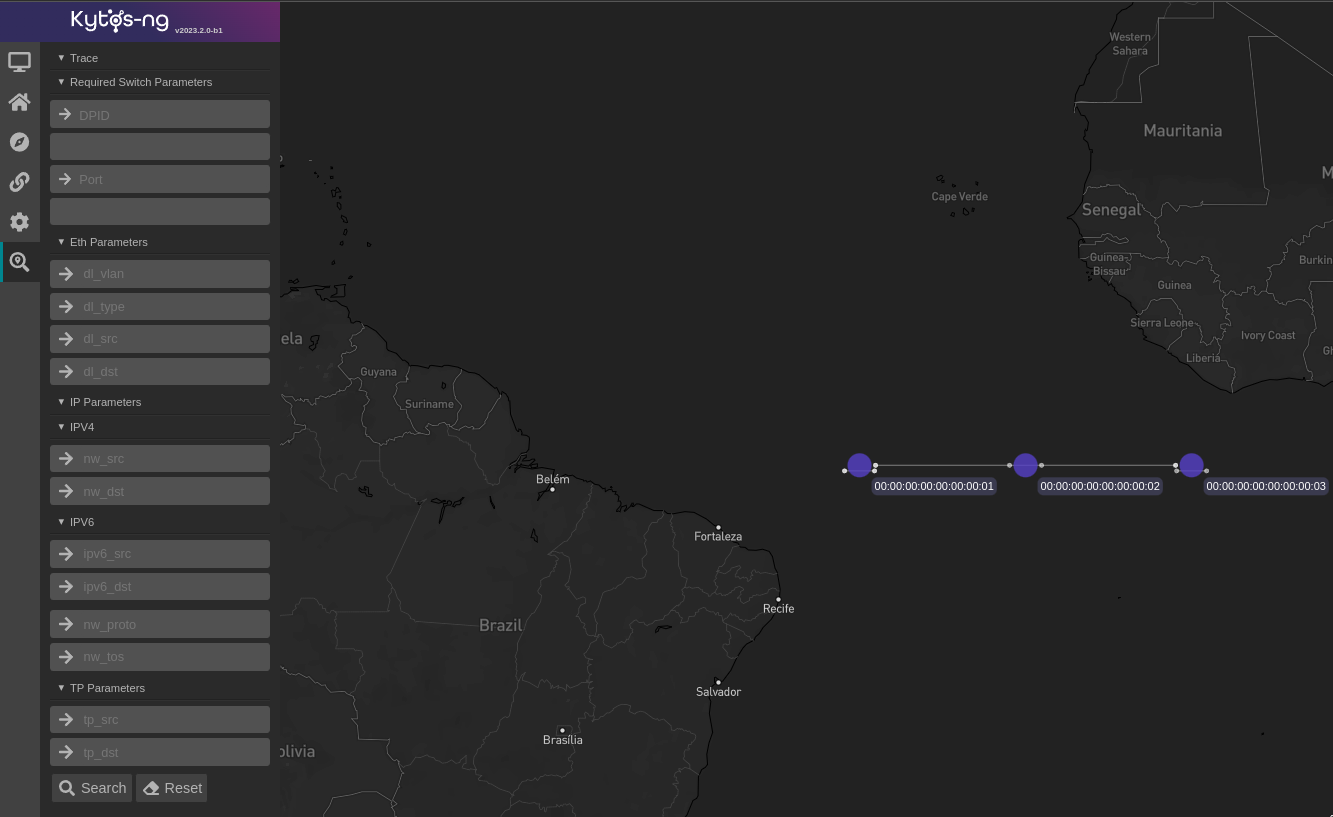 Kytos-ng
v2023.2.0-b1
Trace
Required Switch Parameters
DPID
Port
Eth Parameters
dl_vlan
dl_type
dl_src
dl_dst
IP Parameters
IPV4
nw_src
nw_dst
IPV6
ipv6_src
ipv6_dst
nw_proto
nw_tos
TP Parameters
tp_src
tp_dst
Search
Reset
Western
Sahara
Mauritania
M
Cape Verde
Senegal
Guinea-
Bissau
Burkin
Guinea
Sierra Leone
Ivory Coast
Liberia
Gh
ela
Guyana
Suriname
00:00:00:00:00:00:00:01
00:00:00:00:00:00:00:02
00:00:00:00:00:00:00:03
Belém
Fortaleza
Recife
Brazil
Salvador
Brasília
olivia